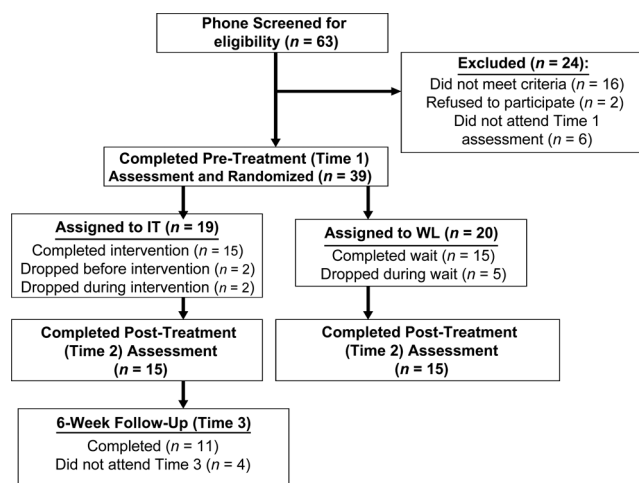 Phone Screened for
eligibility (n = 63)
Excluded (n = 24):
Did not meet criteria (n = 16)
Refused to participate (n = 2)
Did not attend Time 1
assessment (n = 6)
Completed Pre-Treatment (Time 1)
Assessment and Randomized (n = 39)
Assigned to IT (n = 19)
Completed intervention (n = 15)
Dropped before intervention (n = 2)
Dropped during intervention (n = 2)
Assigned to WL (n = 20)
Completed wait (n = 15)
Dropped during wait (n = 5)
Completed Post-Treatment
(Time 2) Assessment
(n = 15)
Completed Post-Treatment
(Time 2) Assessment
(n = 15)
6-Week Follow-Up (Time 3)
Completed (n = 11)
Did not attend Time 3 (n = 4)